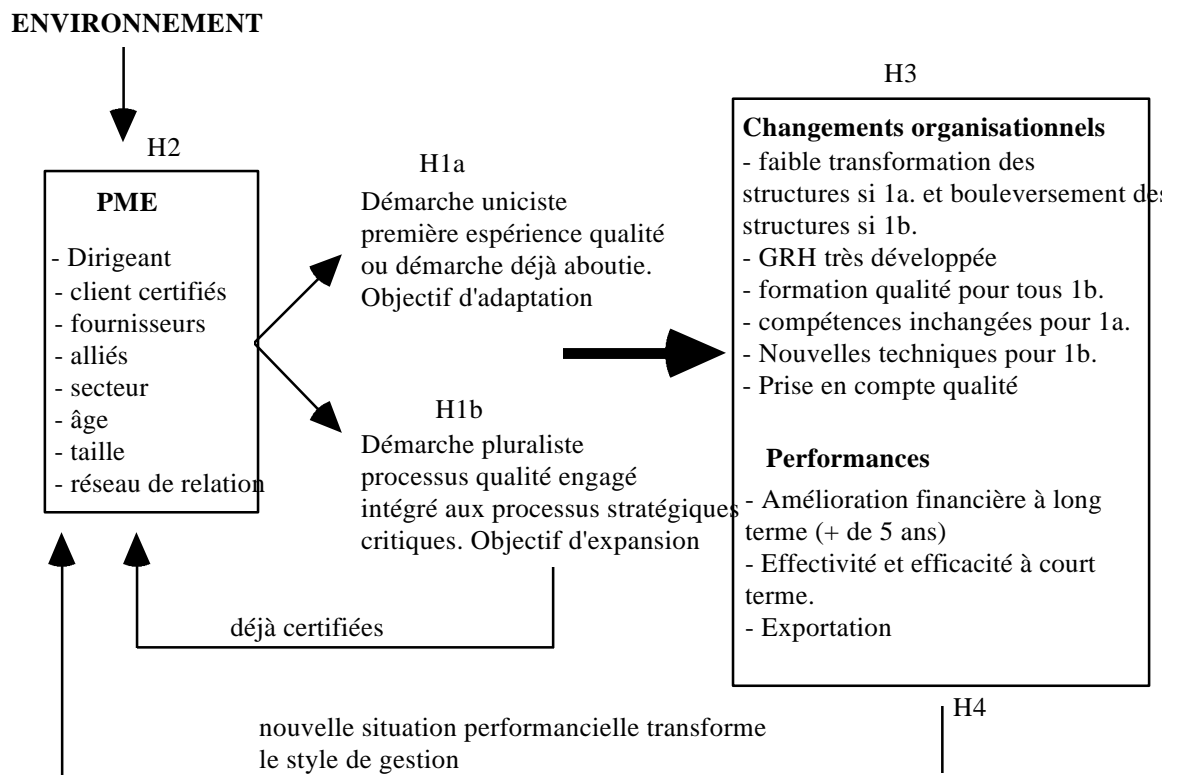 ENVIRONNEMENT
H2
PME
- Dirigeant
- client certifiés
- fournisseurs
- alliés
- secteur
- âge
- taille
- réseau de relation
H1a
Démarche uniciste
première espérience qualité
ou démarche déjà aboutie.
Objectif d'adaptation
H1b
Démarche pluraliste
processus qualité engagé
intégré aux processus stratégiques
critiques. Objectif d'expansion
déjà certifiées
H3
Changements organisationnels
- faible transformation des
structures si 1a. et bouleversement des
structures si 1b.
- GRH très développée
- formation qualité pour tous 1b.
- compétences inchangées pour 1a.
- Nouvelles techniques pour 1b.
- Prise en compte qualité
Performances
- Amélioration financière à long
terme (+ de 5 ans)
- Effectivité et efficacité à court
terme.
- Exportation
H4
nouvelle situation performancielle transforme
le style de gestion